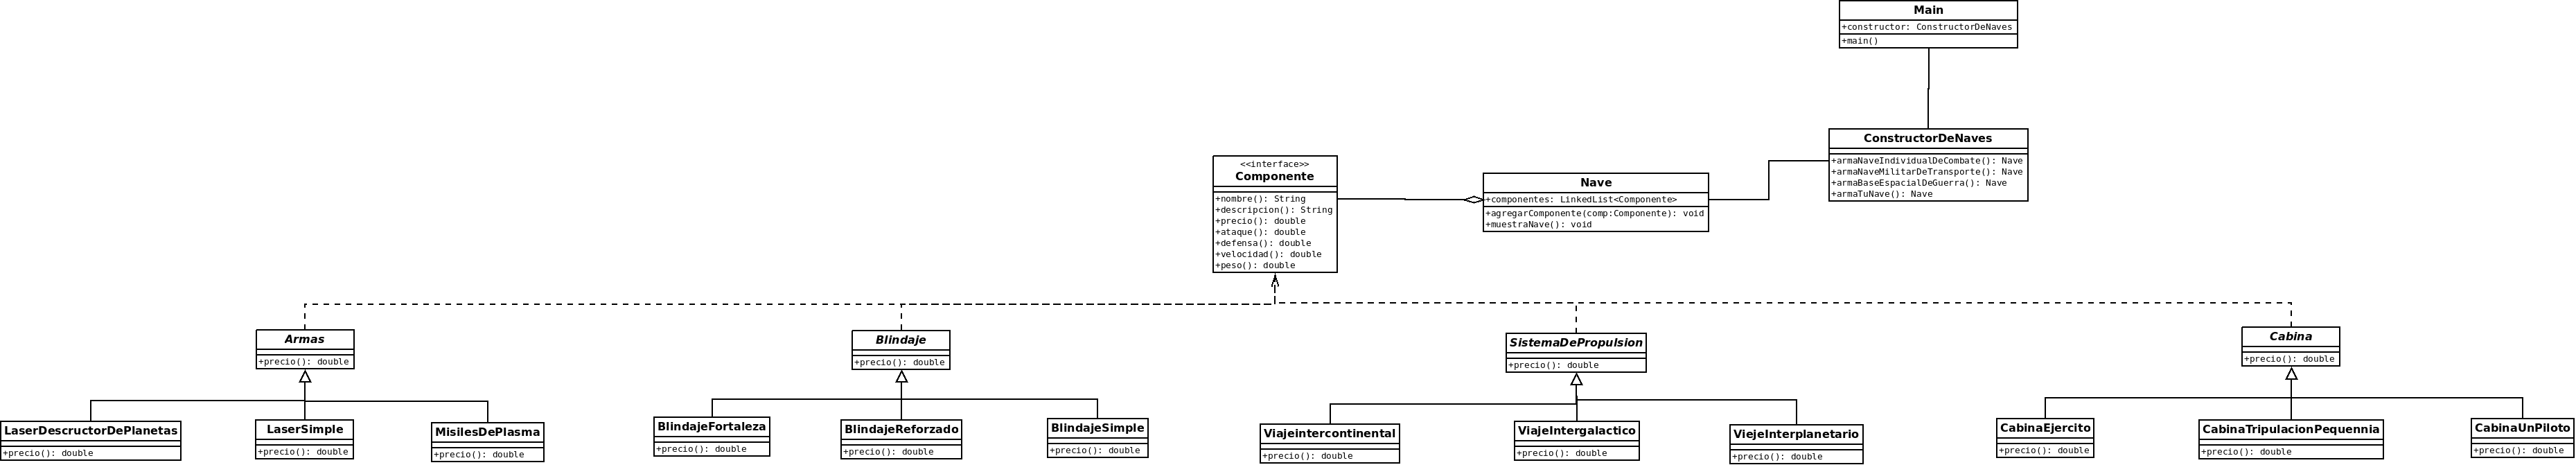 Main
+constructor: ConstructorDeNaves
+main()
ConstructorDeNaves
+armaNaveIndividualDeCombate(): Nave
+armaNaveMilitarDeTransporte(): Nave
+armaBaseEspacialDeGuerra(): Nave
+armaTuNave(): Nave
<<interface>>
Componente
+nombre(): String
+descripcion(): String
+precio(): double
+ataque(): double
+defensa(): double
+velocidad(): double
+peso(): double
Nave
+componentes: LinkedList<Componente>
+agregarComponente(comp:Componente): void
+muestraNave(): void
Armas
+precio(): double
Blindaje
+precio(): double
SistemaDePropulsion
+precio(): double
Cabina
+precio(): double
LaserDescructorDePlanetas
+precio(): double
LaserSimple
+precio(): double
MisilesDePlasma
+precio(): double
BlindajeFortaleza
+precio(): double
BlindajeReforzado
+precio(): double
BlindajeSimple
+precio(): double
Viajeintercontinental
+precio(): double
ViajeIntergalactico
+precio(): double
ViejeInterplanetario
+precio(): double
CabinaEjercito
+precio(): double
CabinaTripulacionPequennia
+precio(): double
CabinaUnPiloto
+precio(): double